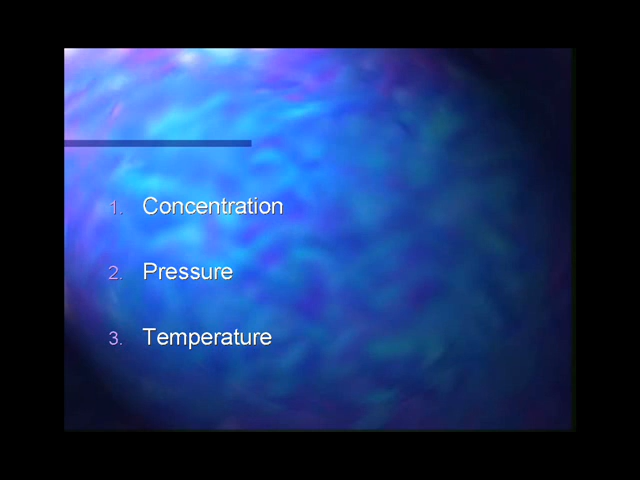 1. Concentration
2. Pressure
3. Temperature